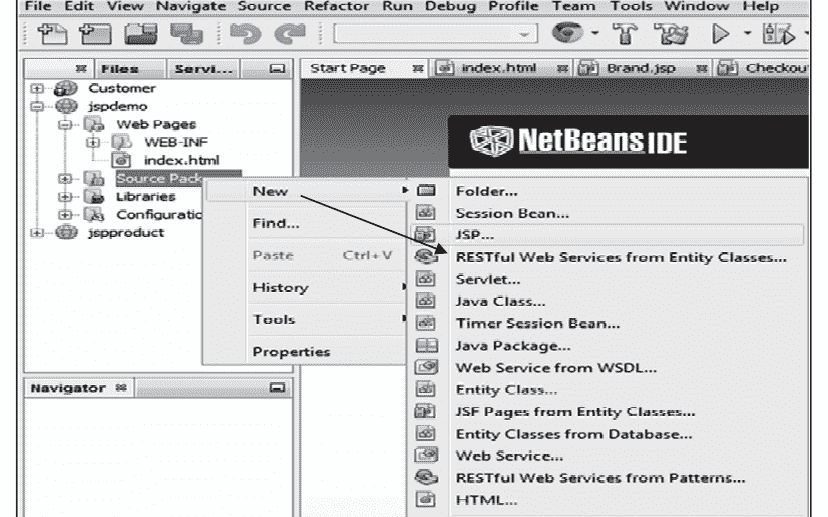 File Edit View Navigate Source Refactor Run Debug Profile Team Tools Window Help
Files Servi...
Start Page index.html Brand.jsp Checkou
Customer
jspdemo
Web Pages
WEB-INF
index.html
Source Pack
Libraries
Configuratio
jspproduct
NetBeans IDE
New
Find...
Paste Ctrl+V
History
Tools
Properties
Folder...
Session Bean...
JSP...
RESTful Web Services from Entity Classes...
Servlet...
Java Class...
Timer Session Bean...
Java Package...
Web Service from WSDL...
Entity Class...
JSF Pages from Entity Classes...
Entity Classes from Database...
Web Service...
RESTful Web Services from Patterns...
HTML...
Navigator